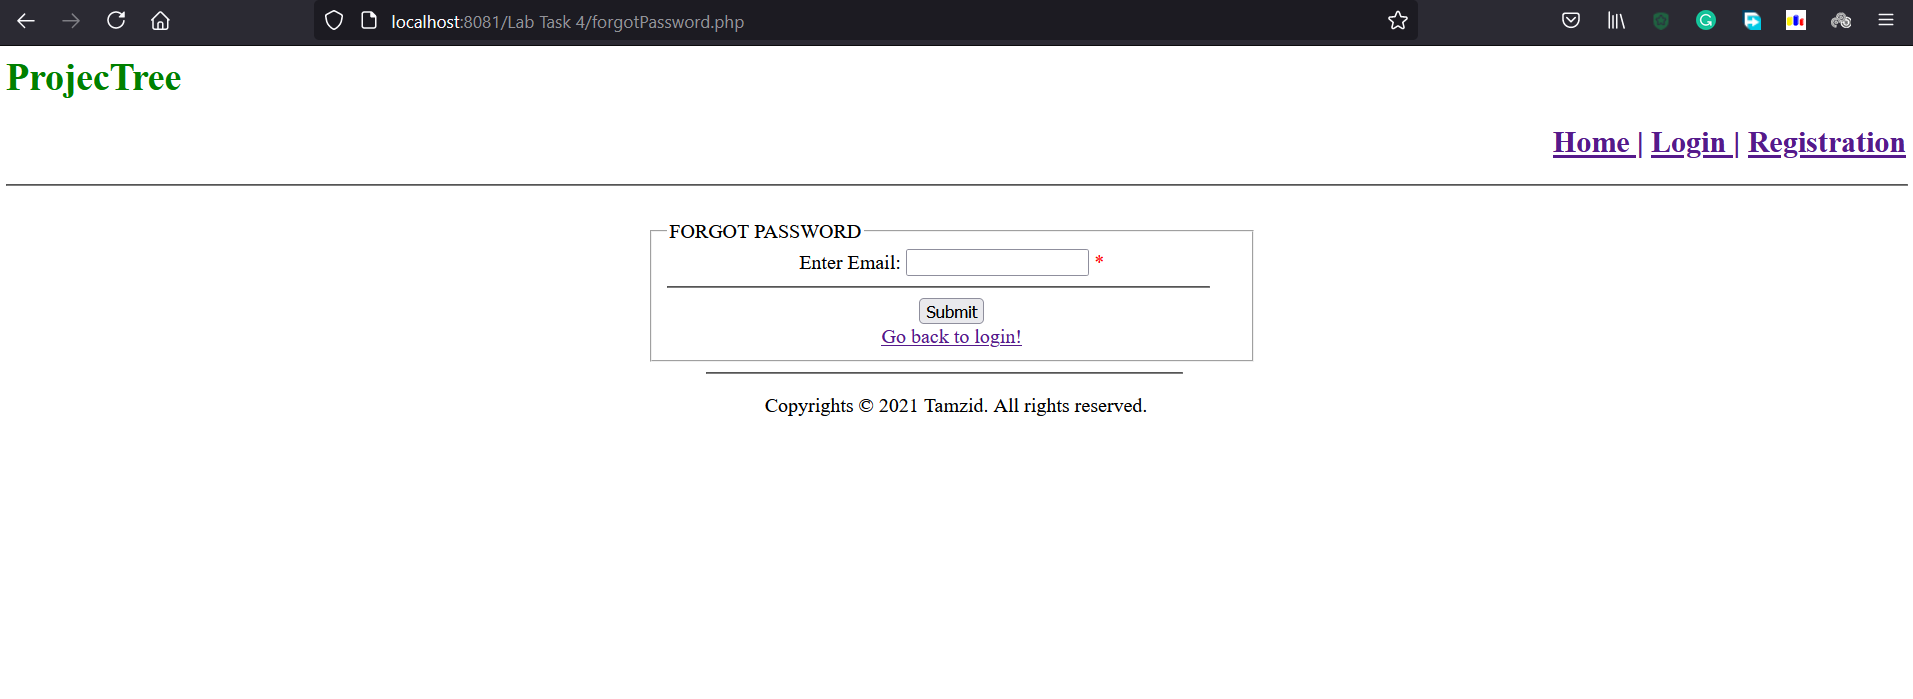 localhost:8081/Lab Task 4/forgotPassword.php
ProjecTree
Home | Login | Registration
FORGOT PASSWORD
Enter Email: *
Submit
Go back to login!
Copyrights © 2021 Tamzid. All rights reserved.